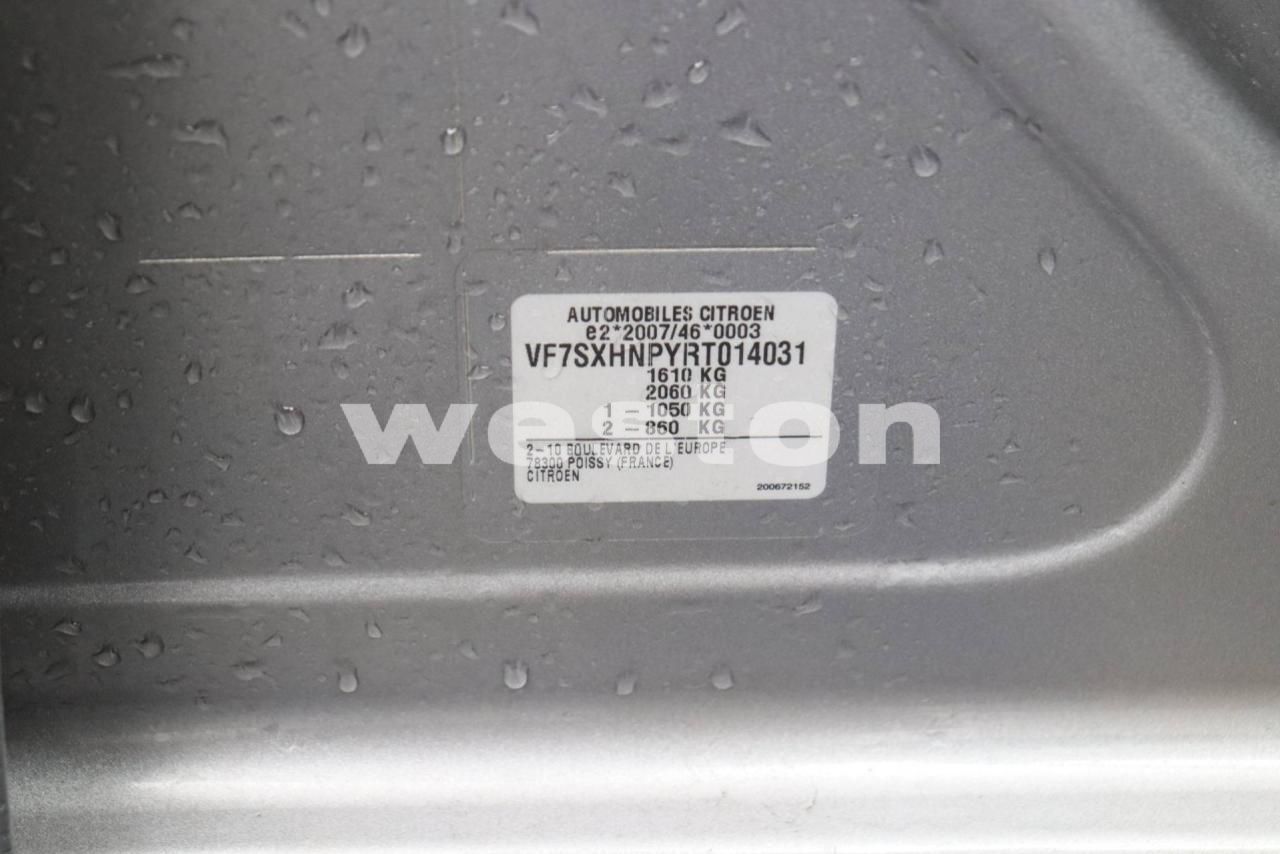 AUTOMOBILES CITROEN
e2*2007/46*0003
VF7SXHNPYRT014031
1610 KG
2060 KG
1 – 1050 KG
2 – 860 KG
weston
2–10 BOULEVARD DE L'EUROPE
78300 POISSY (FRANCE)
CITROEN
200672152